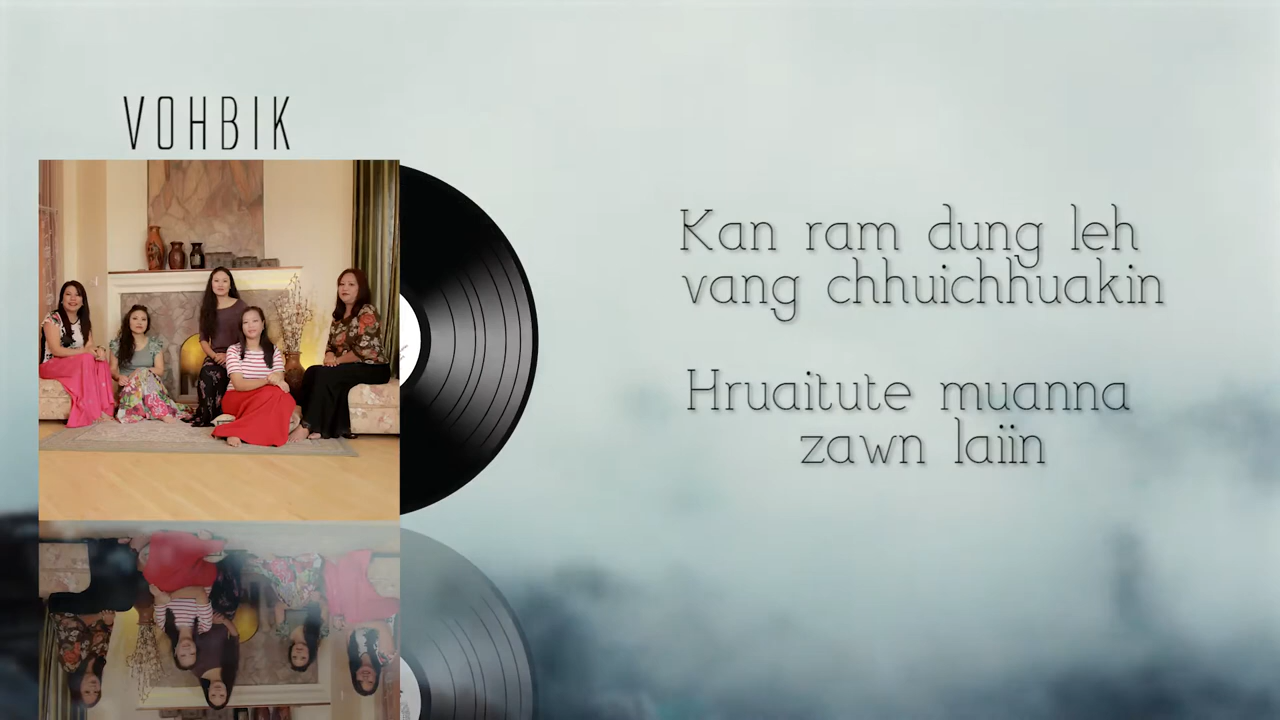 VOHBIK
Kan ram dung leh
vang chhuichhuakin
Hruaitute muanna
zawn laiin